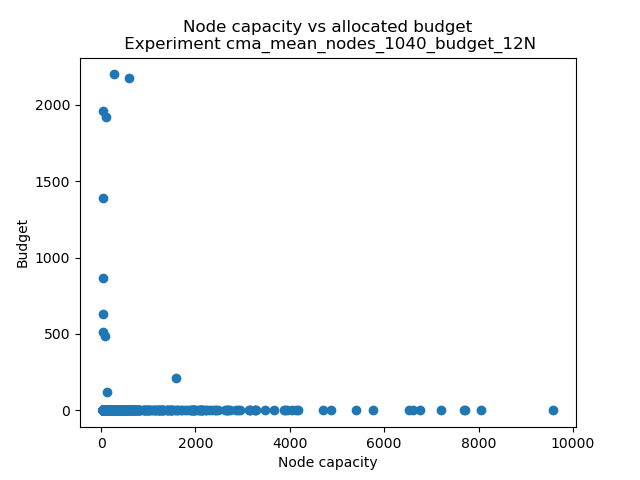 Node capacity vs allocated budget
Experiment cma_mean_nodes_1040_budget_12N
2000
1500
1000
500
0
Budget
0 2000 4000 6000 8000 10000
Node capacity